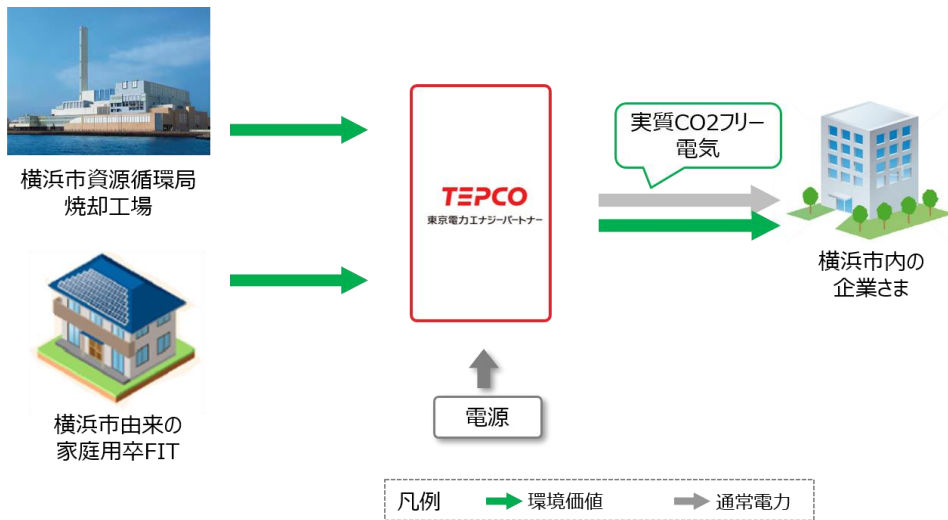 横浜市資源循環局
焼却工場
TEPCO
東京電力エナジーパートナー
実質CO2フリー
電気
横浜市内の
企業さま
横浜市由来の
家庭用卒FIT
電源
凡例 環境価値 通常電力